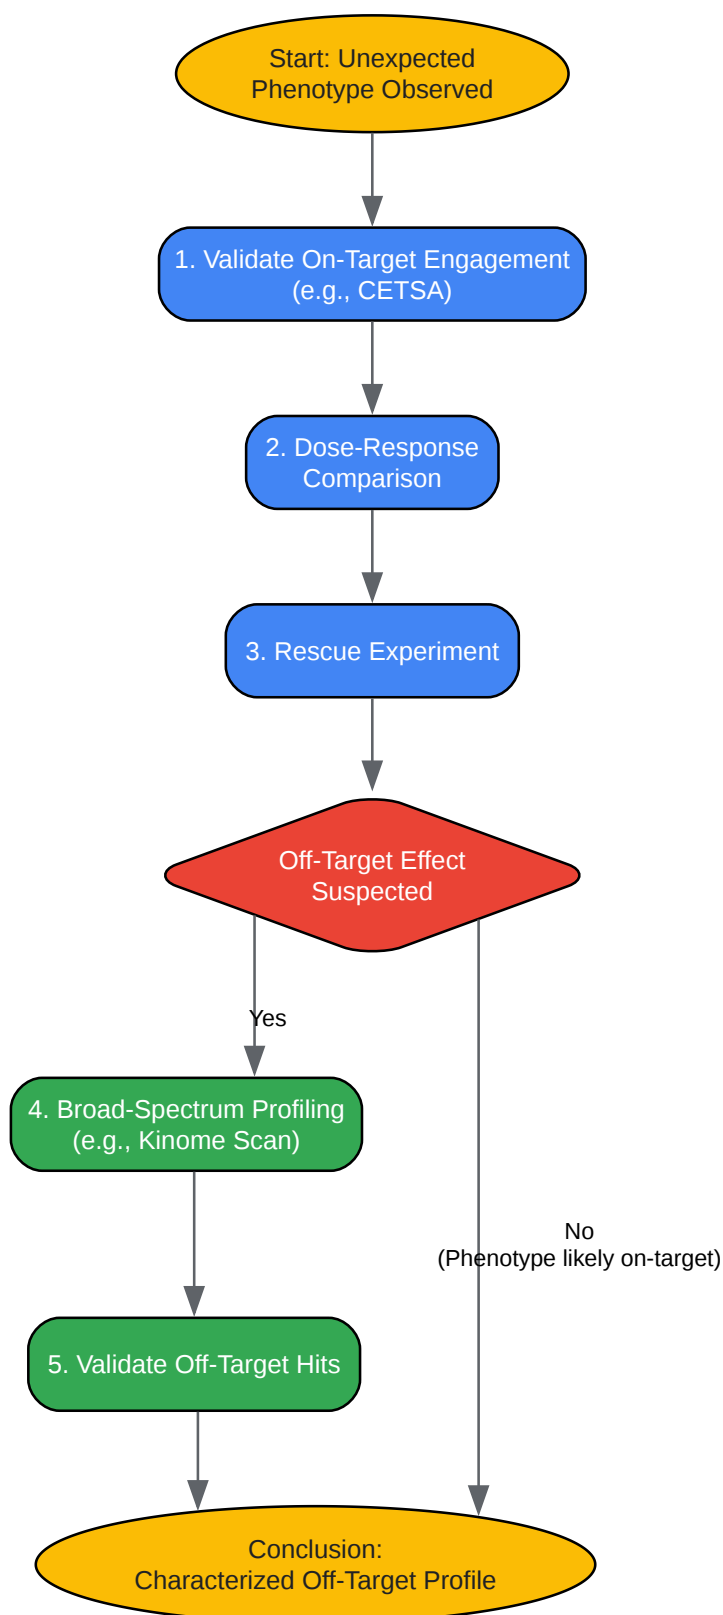 Start: Unexpected
Phenotype Observed
1. Validate On-Target Engagement
(e.g., CETSA)
2. Dose-Response
Comparison
3. Rescue Experiment
Off-Target Effect
Suspected
Yes
4. Broad-Spectrum Profiling
(e.g., Kinome Scan)
No
(Phenotype likely on-target)
5. Validate Off-Target Hits
Conclusion:
Characterized Off-Target Profile